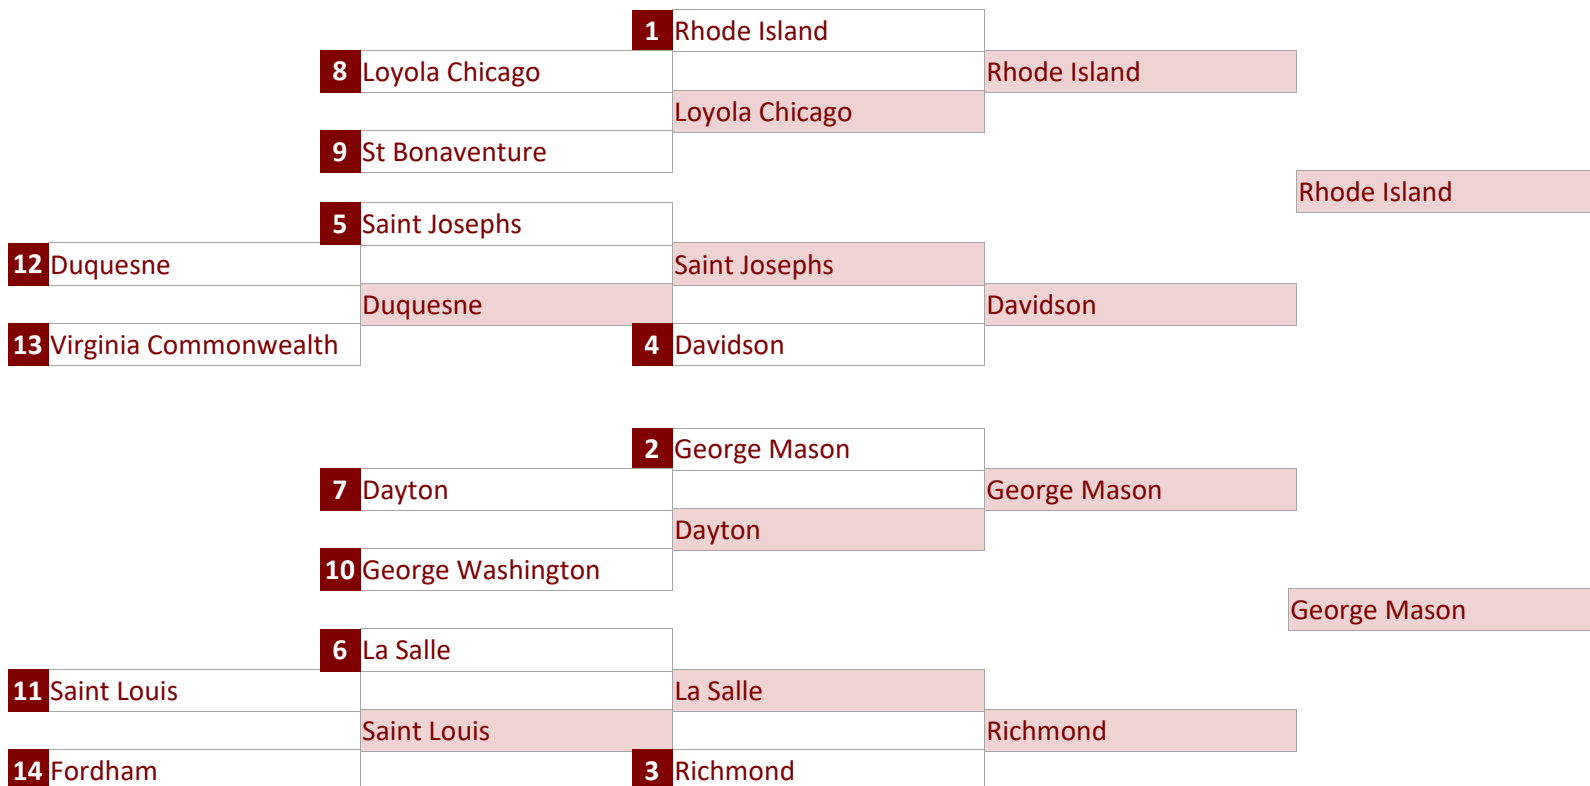 1 Rhode Island
8 Loyola Chicago Rhode Island
Loyola Chicago
9 St Bonaventure
Rhode Island
5 Saint Josephs
12 Duquesne Saint Josephs
Duquesne Davidson
13 Virginia Commonwealth 4 Davidson
2 George Mason
7 Dayton George Mason
Dayton
10 George Washington
George Mason
6 La Salle
11 Saint Louis La Salle
Saint Louis Richmond
14 Fordham 3 Richmond